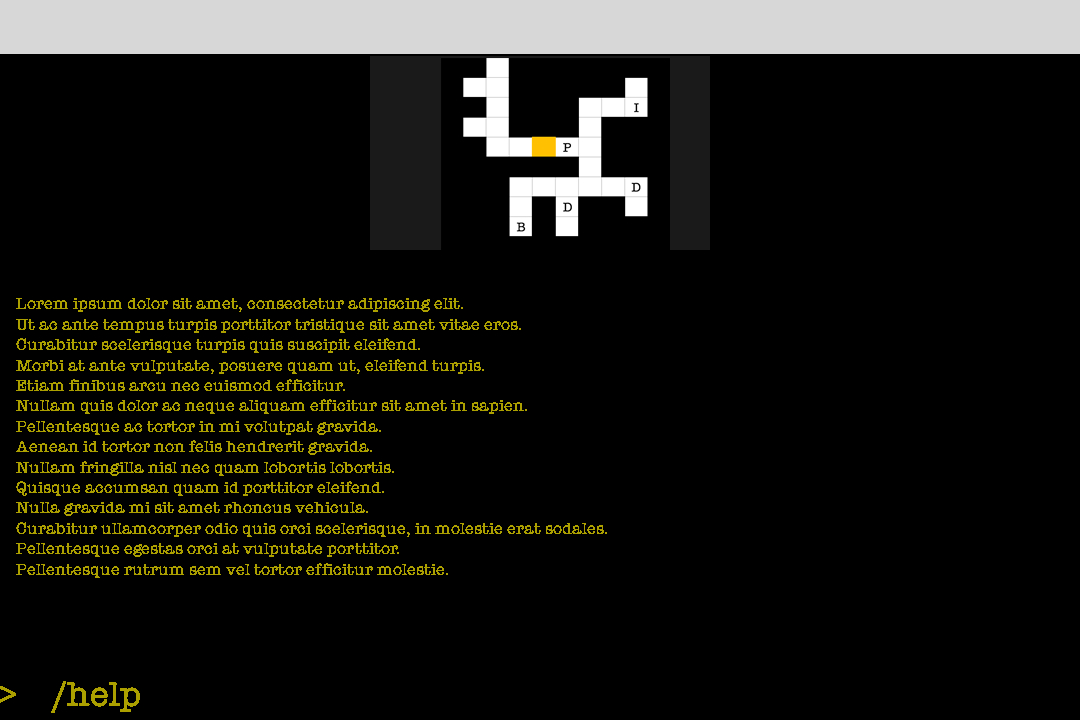 I
P
D
D
B
Lorem ipsum dolor sit amet, consectetur adipiscing elit.
Ut ac ante tempus turpis porttitor tristique sit amet vitae eros.
Curabitur scelerisque turpis quis suscipit eleifend.
Morbi at ante vulputate, posuere quam ut, eleifend turpis.
Etiam finibus arcu nec euismod efficitur.
Nullam quis dolor ac neque aliquam efficitur sit amet in sapien.
Pellentesque ac tortor in mi volutpat gravida.
Aenean id tortor non felis hendrerit gravida.
Nullam fringilla nisl nec quam lobortis lobortis.
Quisque accumsan quam id porttitor eleifend.
Nulla gravida mi sit amet rhoncus vehicula.
Curabitur ullamcorper odio quis orci scelerisque, in molestie erat sodales.
Pellentesque egestas orci at vulputate porttitor.
Pellentesque rutrum sem vel tortor efficitur molestie.
> /help